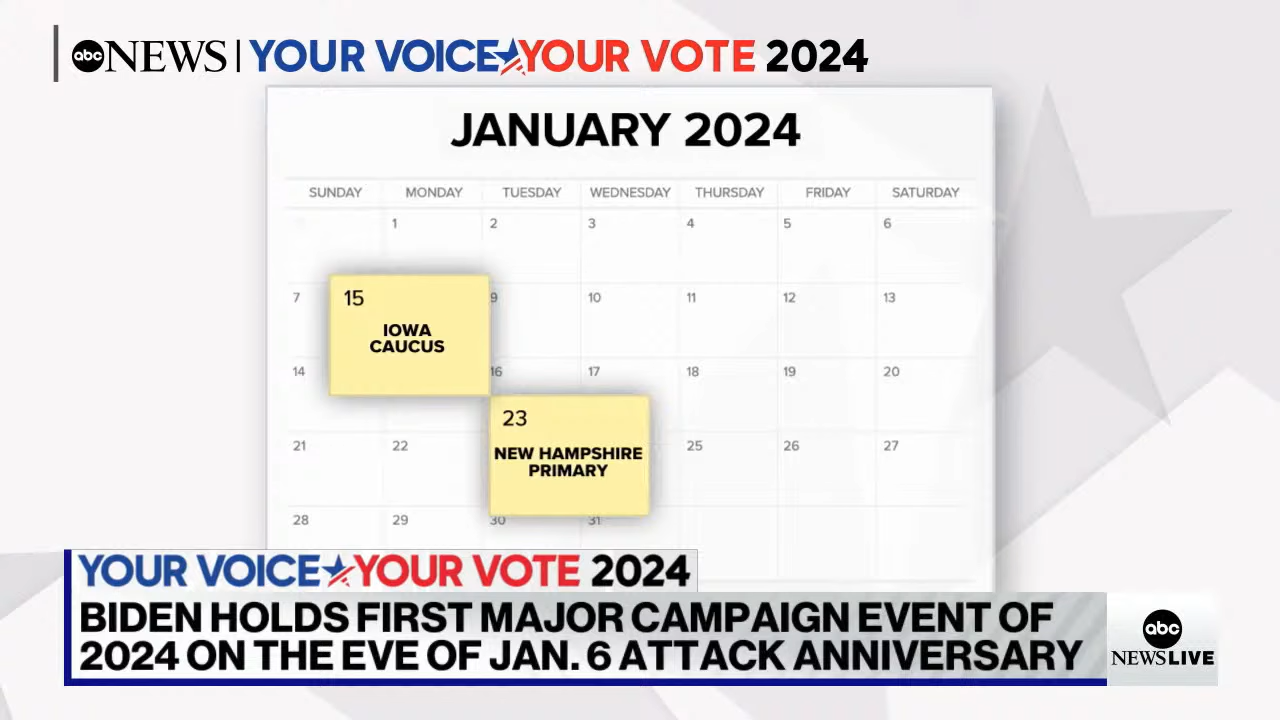 abc NEWS | YOUR VOICE YOUR VOTE 2024
JANUARY 2024
SUNDAY MONDAY TUESDAY WEDNESDAY THURSDAY FRIDAY SATURDAY
1 2 3 4 5 6
7 9 10 11 12 13
15
IOWA
CAUCUS
14 16 17 18 19 20
21 22 25 26 27
23
NEW HAMPSHIRE
PRIMARY
28 29 30 31
YOUR VOICE YOUR VOTE 2024
BIDEN HOLDS FIRST MAJOR CAMPAIGN EVENT OF
2024 ON THE EVE OF JAN. 6 ATTACK ANNIVERSARY
abc
NEWS LIVE